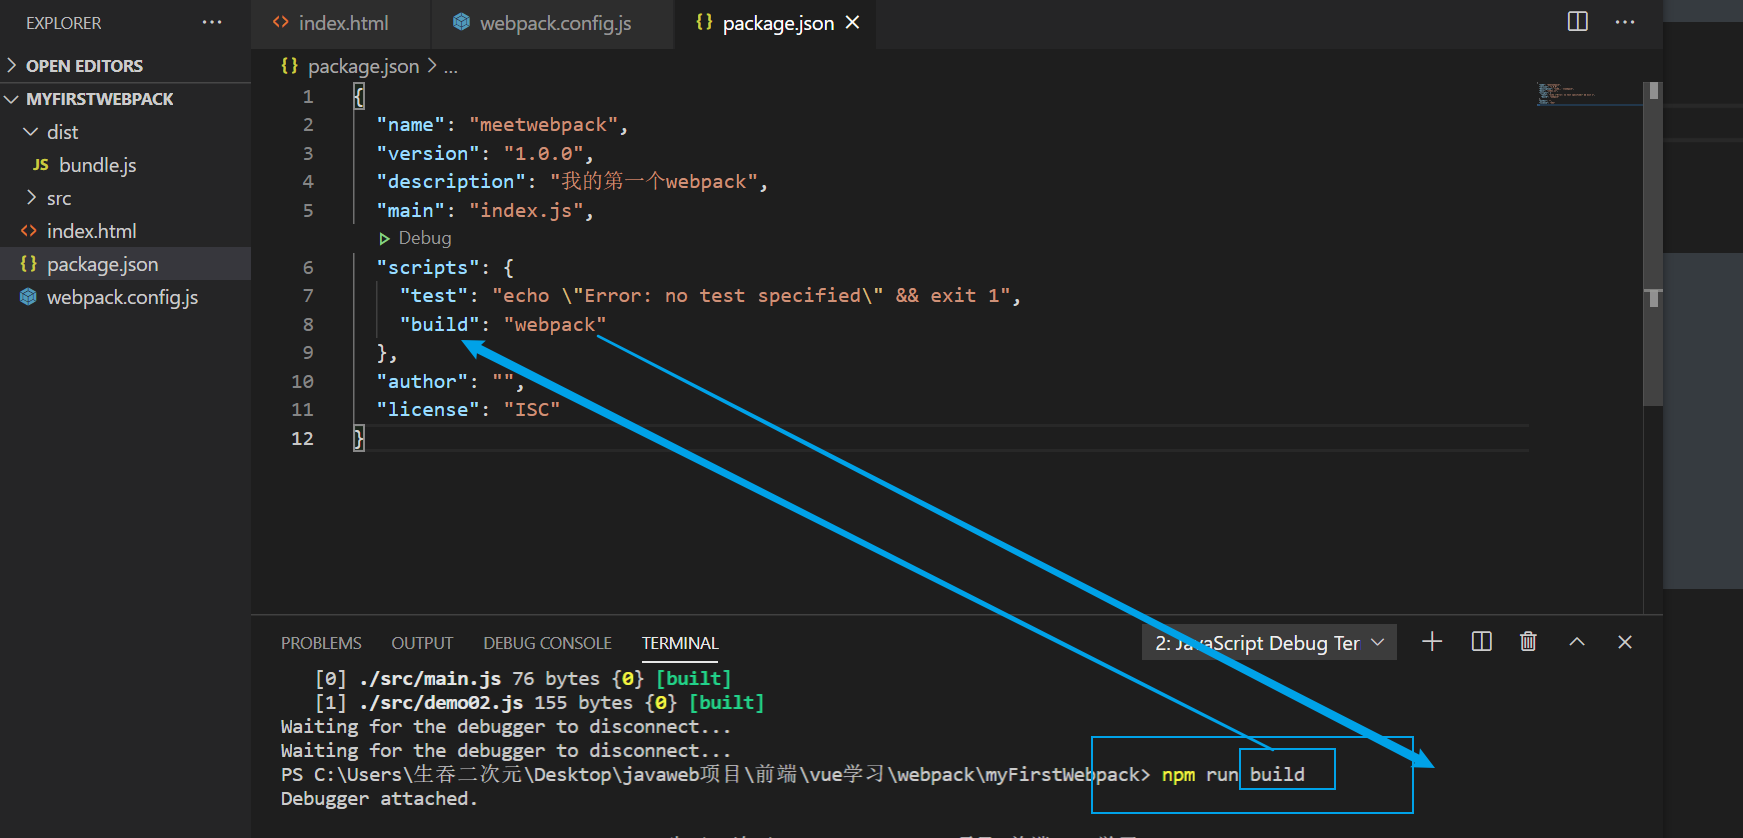 EXPLORER
OPEN EDITORS
MYFIRSTWEBPACK
dist
JS bundle.js
src
index.html
package.json
webpack.config.js
index.html
webpack.config.js
package.json
package.json > ...
1 {
2 "name": "meetwebpack",
3 "version": "1.0.0",
4 "description": "我的第一个webpack",
5 "main": "index.js",
Debug
6 "scripts": {
7 "test": "echo \"Error: no test specified\" && exit 1",
8 "build": "webpack"
9 },
10 "author": "",
11 "license": "ISC"
12 }
PROBLEMS OUTPUT DEBUG CONSOLE TERMINAL
2: JavaScript Debug Ter
[0] ./src/main.js 76 bytes {0} [built]
[1] ./src/demo02.js 155 bytes {0} [built]
Waiting for the debugger to disconnect...
Waiting for the debugger to disconnect...
PS C:\Users\生吞二次元\Desktop\javaweb项目\前端\vue学习\webpack\myFirstWebpack> npm run build
Debugger attached.